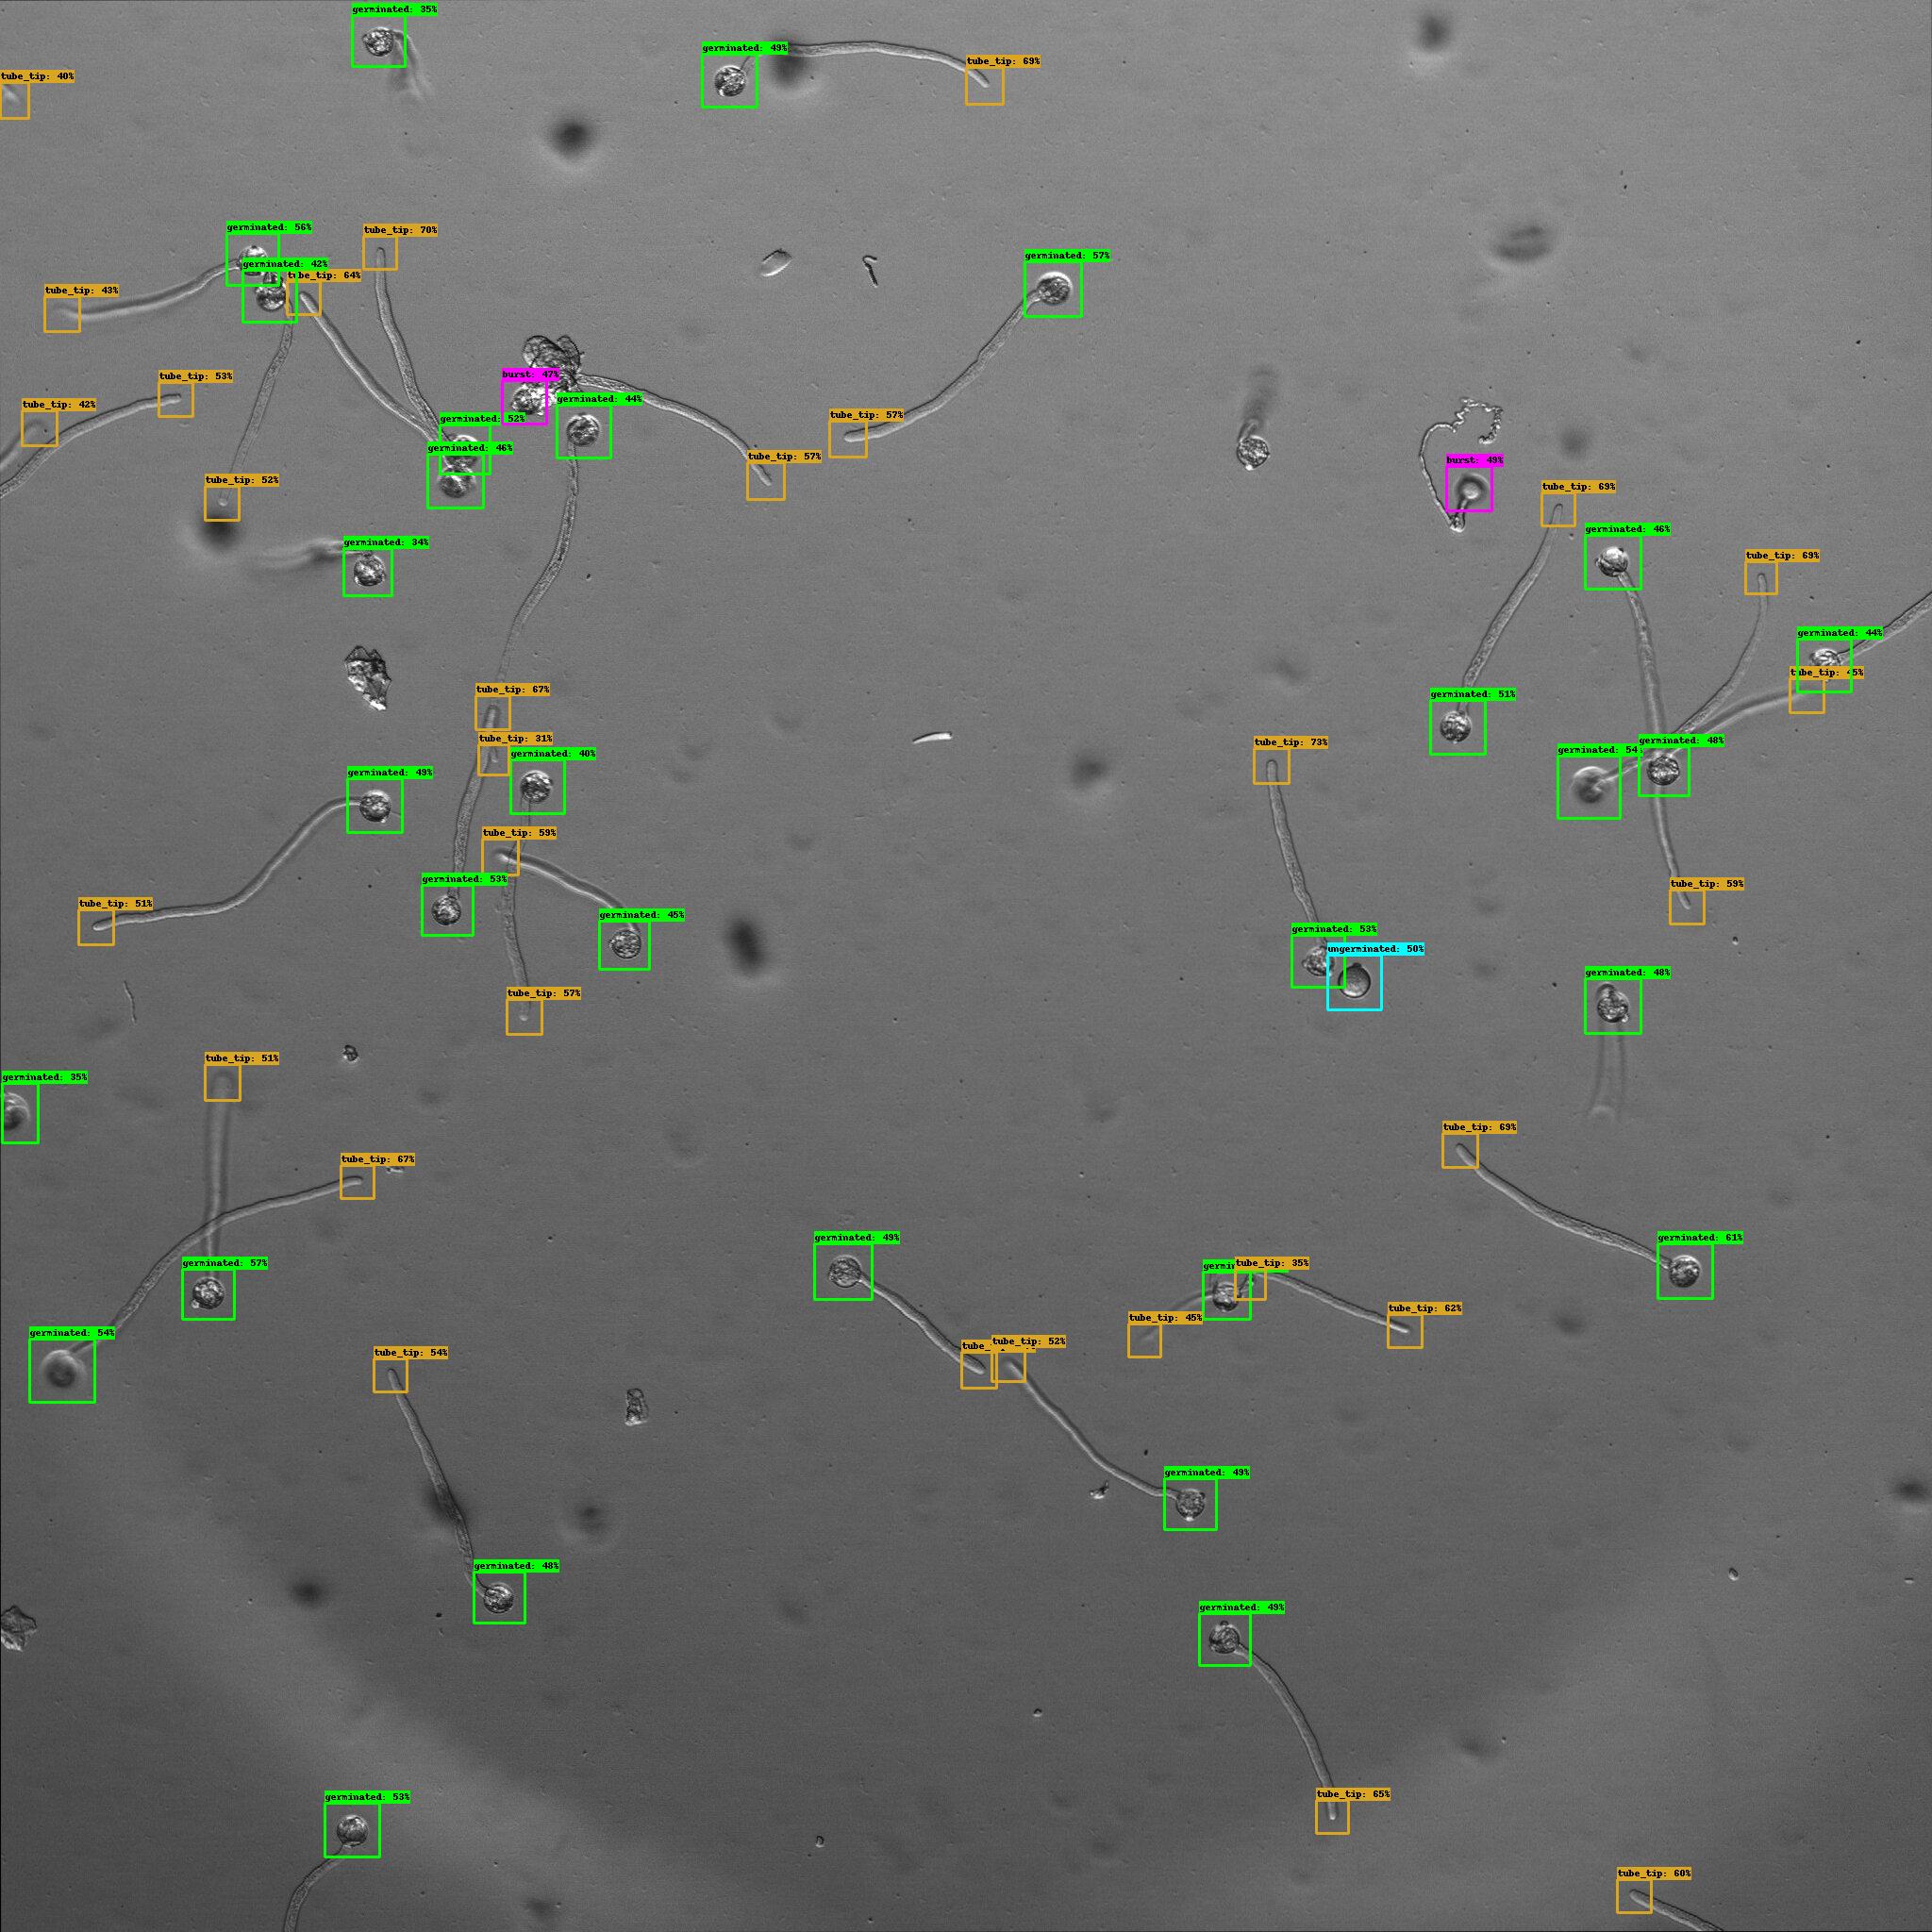 germinated: 35%
germinated: 49%
tube_tip: 69%
tube_tip: 40%
germinated: 56%
tube_tip: 70%
germinated: 57%
germinated: 42%
tube_tip: 64%
tube_tip: 43%
burst: 47%
tube_tip: 53%
germinated: 44%
tube_tip: 42%
tube_tip: 57%
germinated: 52%
germinated: 46%
tube_tip: 57%
burst: 49%
tube_tip: 52%
tube_tip: 69%
germinated: 46%
germinated: 34%
tube_tip: 69%
germinated: 44%
tube_tip: 45%
tube_tip: 67%
germinated: 51%
tube_tip: 31%
germinated: 48%
tube_tip: 73%
germinated: 40%
germinated: 54
germinated: 49%
tube_tip: 59%
germinated: 53%
tube_tip: 59%
tube_tip: 51%
germinated: 45%
germinated: 53%
ungerminated: 50%
germinated: 48%
tube_tip: 57%
tube_tip: 51%
germinated: 35%
tube_tip: 69%
tube_tip: 67%
germinated: 49%
germinated: 61%
germinated: 57%
tube_tip: 35%
tube_tip: 62%
tube_tip: 45%
germinated: 54%
tube_tip: 52%
tube_tip: 54%
germinated: 49%
germinated: 48%
germinated: 49%
tube_tip: 65%
germinated: 53%
tube_tip: 60%